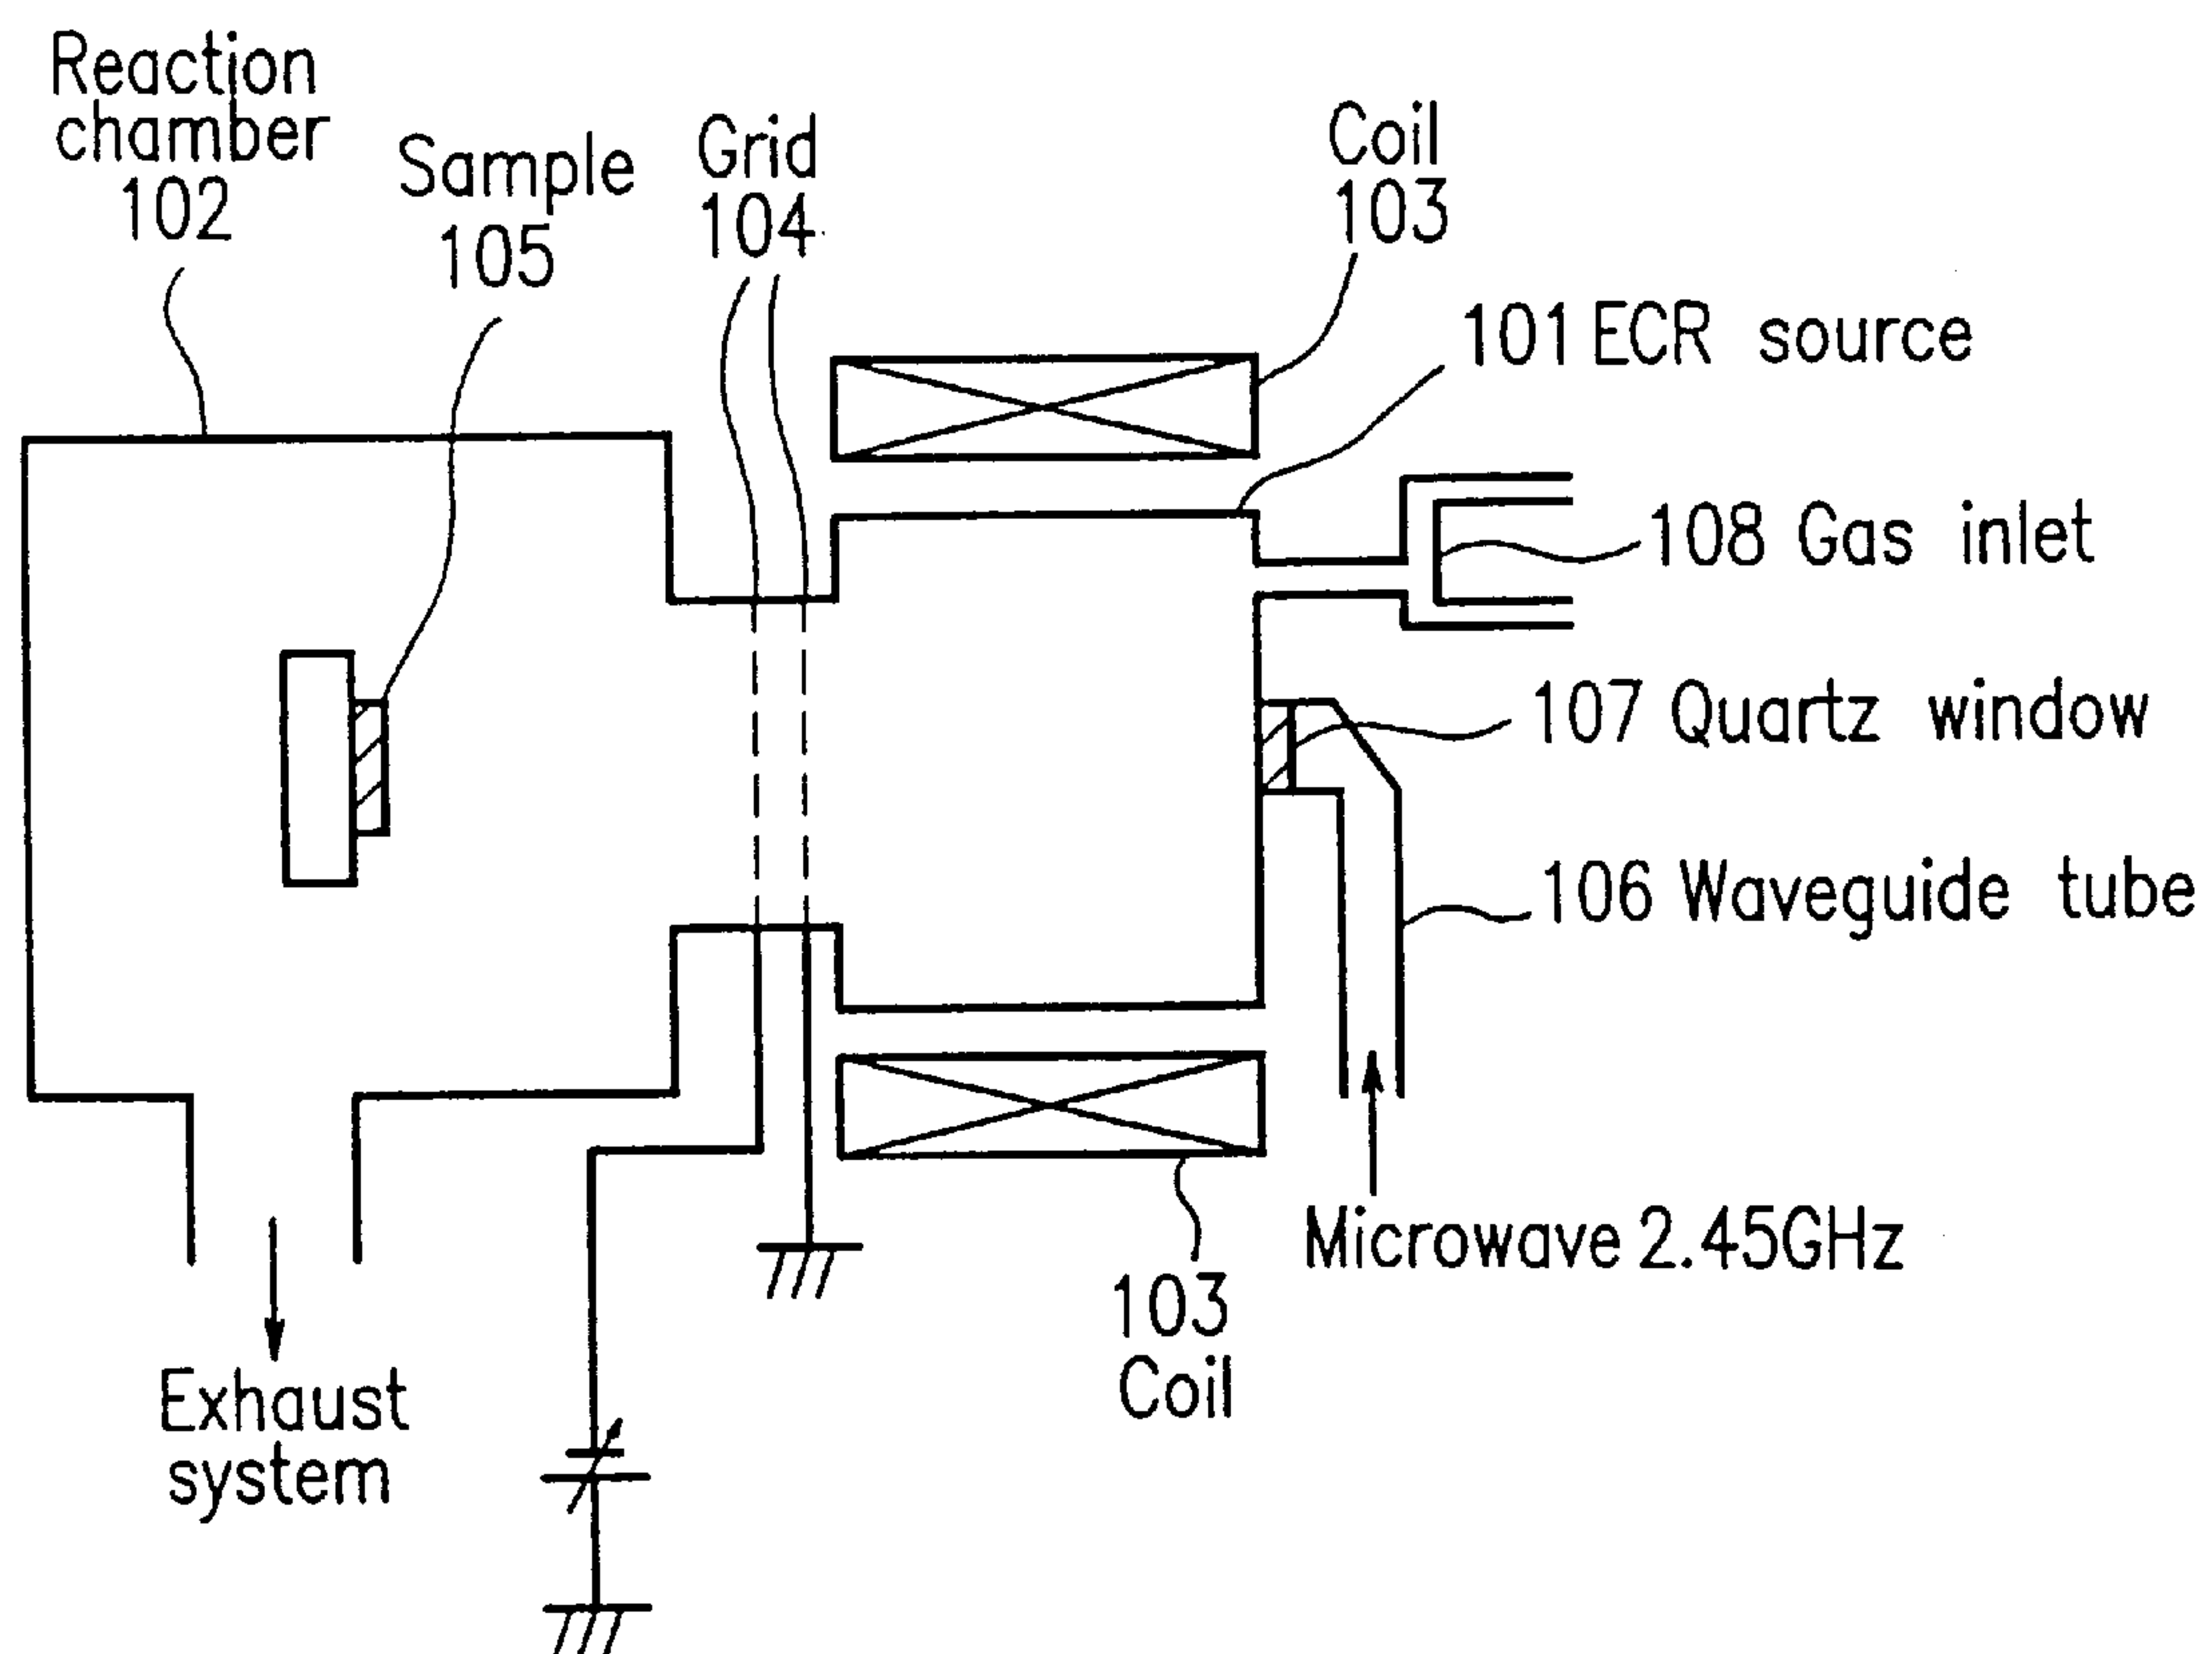 Reaction
chamber
102
Sample
105
Grid
104
Coil
103
101 ECR source
108 Gas inlet
107 Quartz window
106 Waveguide tube
Microwave 2.45GHz
103
Coil
Exhaust
system